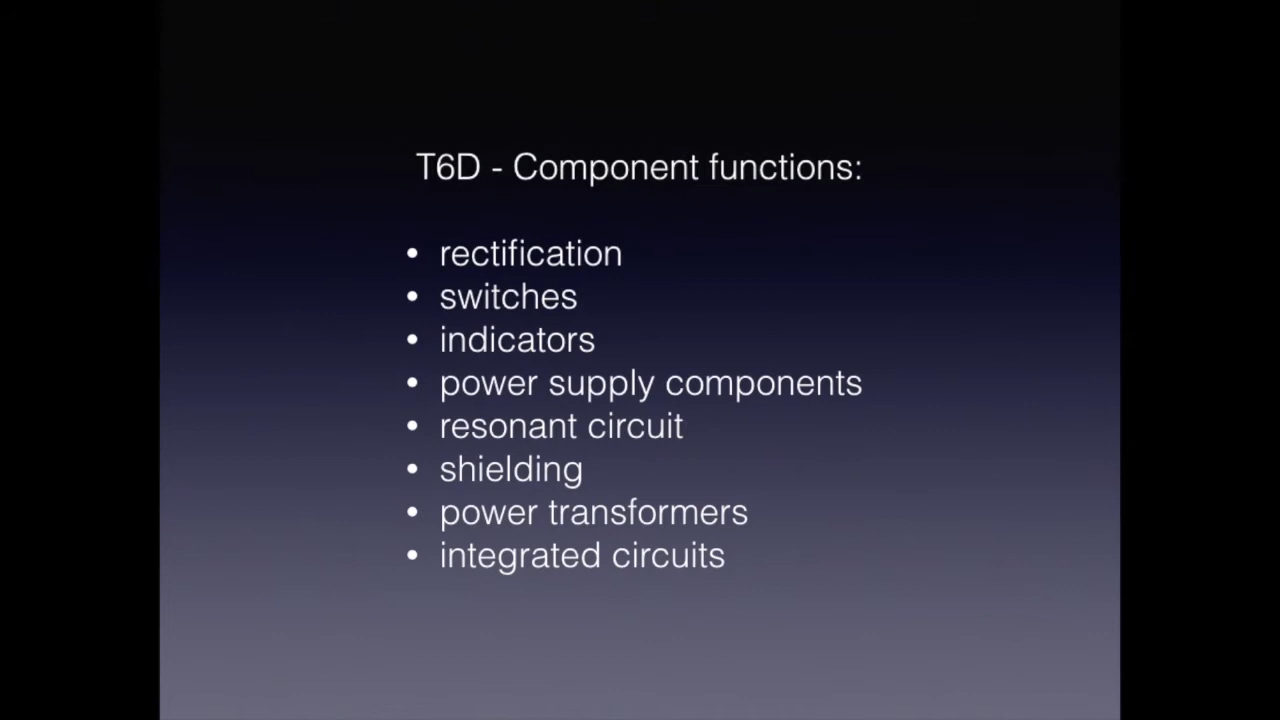 T6D - Component functions:
• rectification
• switches
• indicators
• power supply components
• resonant circuit
• shielding
• power transformers
• integrated circuits